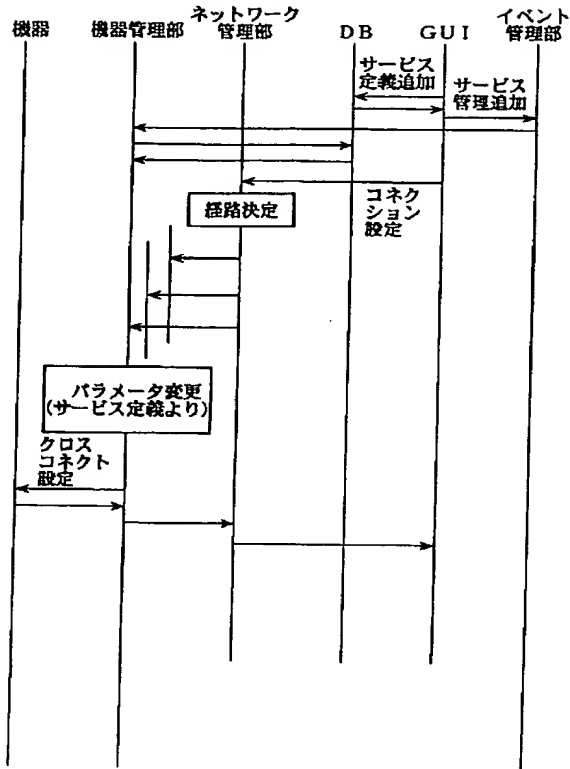 機器
機器管理部
ネットワーク
管理部
DB
GUI
イベント
管理部
サービス
定義追加
サービス
管理追加
コネク
ション
設定
経路決定
パラメータ変更
(サービス定義より)
クロス
コネクト
設定